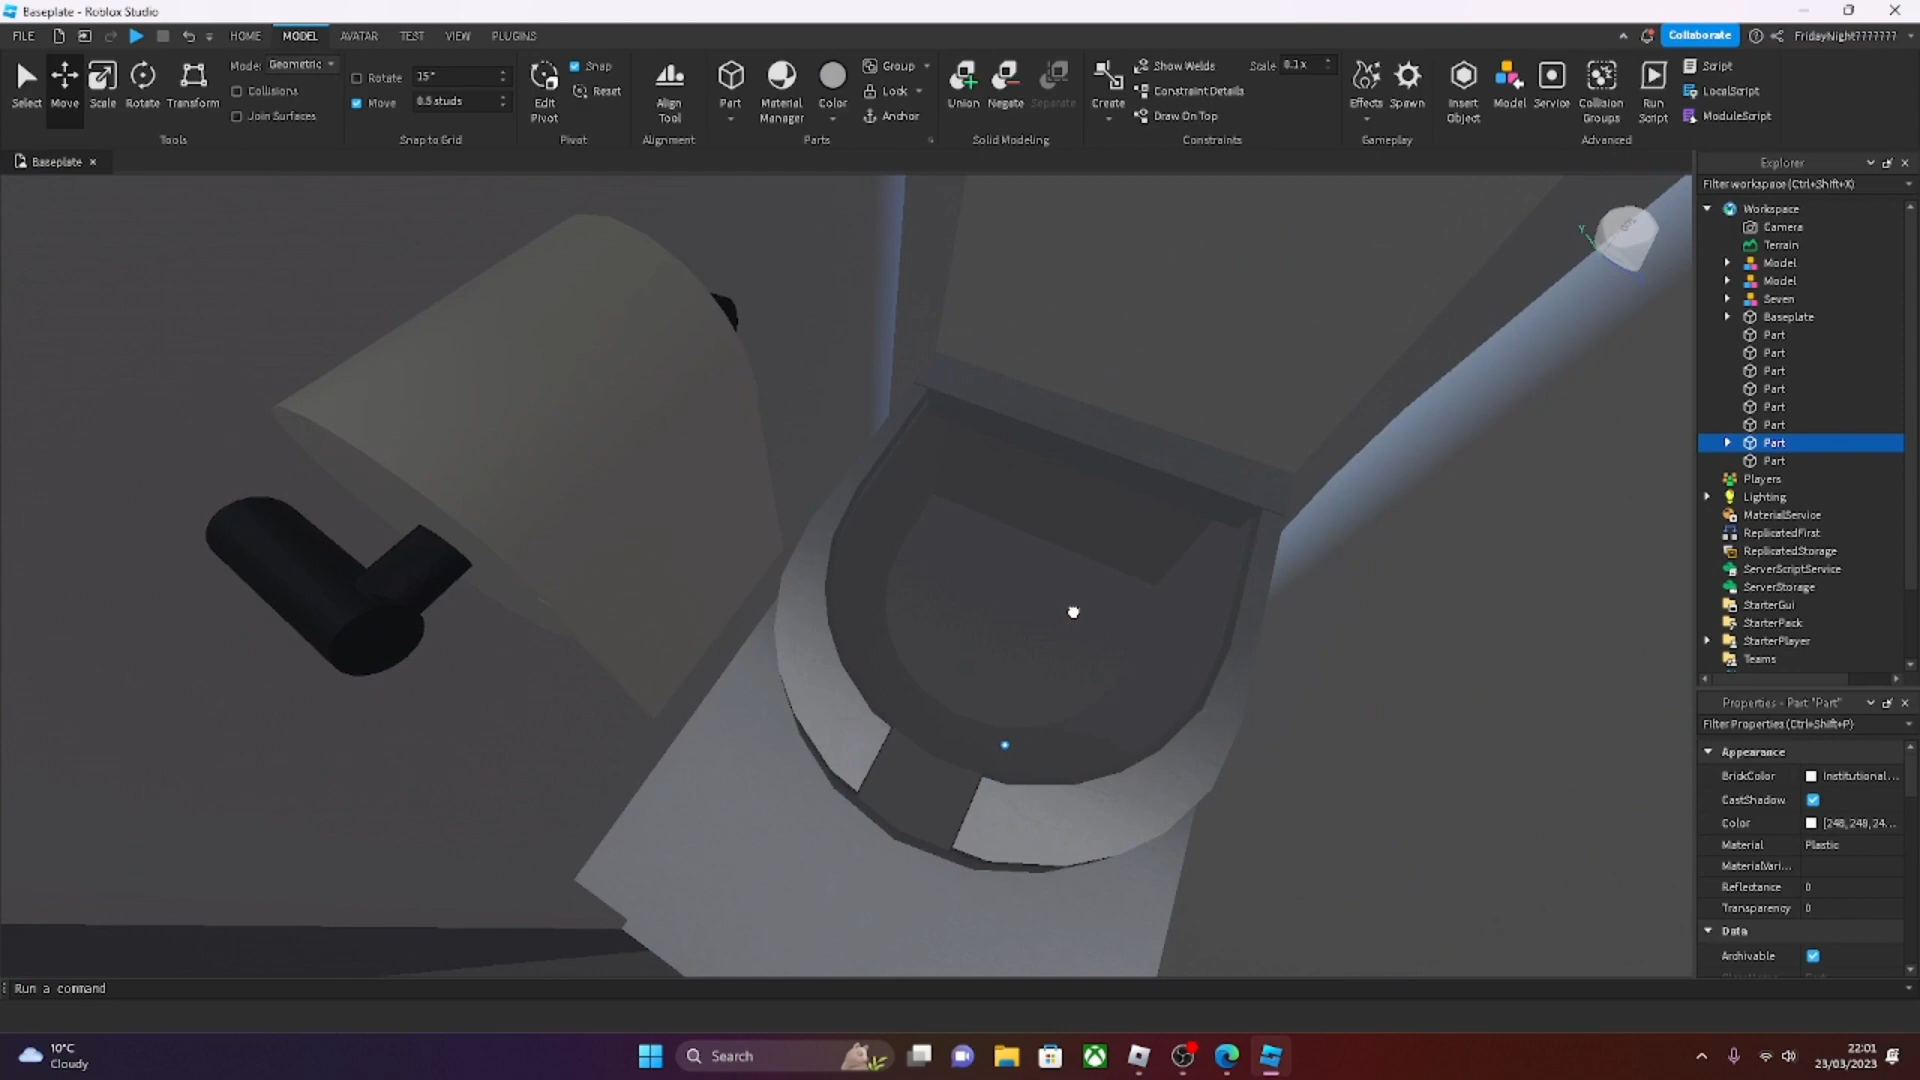 Baseplate - Roblox Studio
FILE HOME MODEL AVATAR TEST VIEW PLUGINS Collaborate FridayNight7777777
Select Move Scale Rotate Transform
Mode: Geometric
Collisions
Join Surfaces
Tools
Rotate 15°
Move 0.5 studs
Snap to Grid
Edit Pivot
Snap
Reset
Pivot
Align Tool
Alignment
Part Material Manager Color
Group
Lock
Anchor
Parts
Union Negate Separate
Solid Modeling
Create
Show Welds Scale 0.1x
Constraint Details
Draw On Top
Constraints
Effects Spawn
Gameplay
Insert Object Model Service Collision Groups Run Script
Script
LocalScript
ModuleScript
Advanced
Baseplate
Explorer
Filter workspace (Ctrl+Shift+X)
Workspace
Camera
Terrain
Model
Model
Seven
Baseplate
Part
Part
Part
Part
Part
Part
Part
Part
Players
Lighting
MaterialService
ReplicatedFirst
ReplicatedStorage
ServerScriptService
ServerStorage
StarterGui
StarterPack
StarterPlayer
Teams
Y
Properties - Part "Part"
Filter Properties (Ctrl+Shift+P)
Appearance
BrickColor Institutional...
CastShadow
Color [248, 248, 24...
Material Plastic
MaterialVari...
Reflectance 0
Transparency 0
Data
Archivable
Run a command
10°C
Cloudy
Search
22:01
23/03/2023